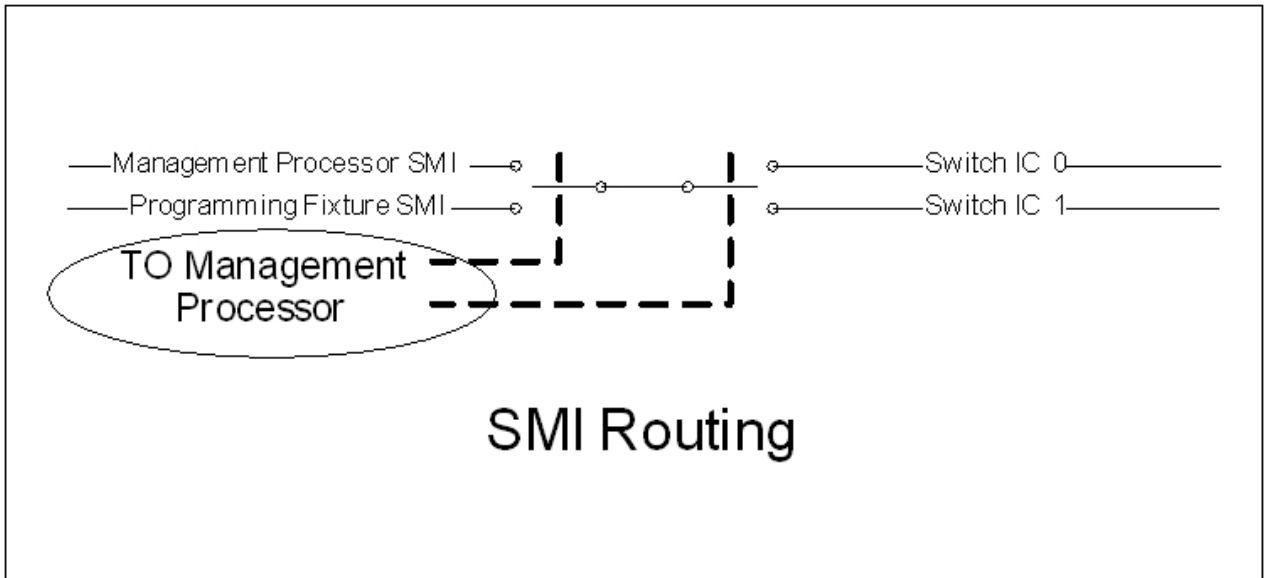 Management Processor SMI
Switch IC 0
Programming Fixture SMI
Switch IC 1
TO Management
Processor
SMI Routing